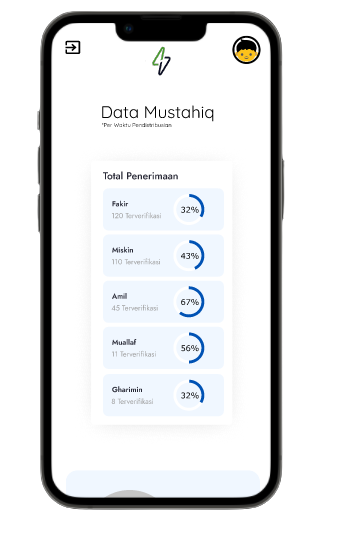 Data Mustahiq
*Per Waktu Pendistribusian
Total Penerimaan
Fakir
120 Terverifikasi
32%
Miskin
110 Terverifikasi
43%
Amil
45 Terverifikasi
67%
Muallaf
11 Terverifikasi
56%
Gharimin
8 Terverifikasi
32%